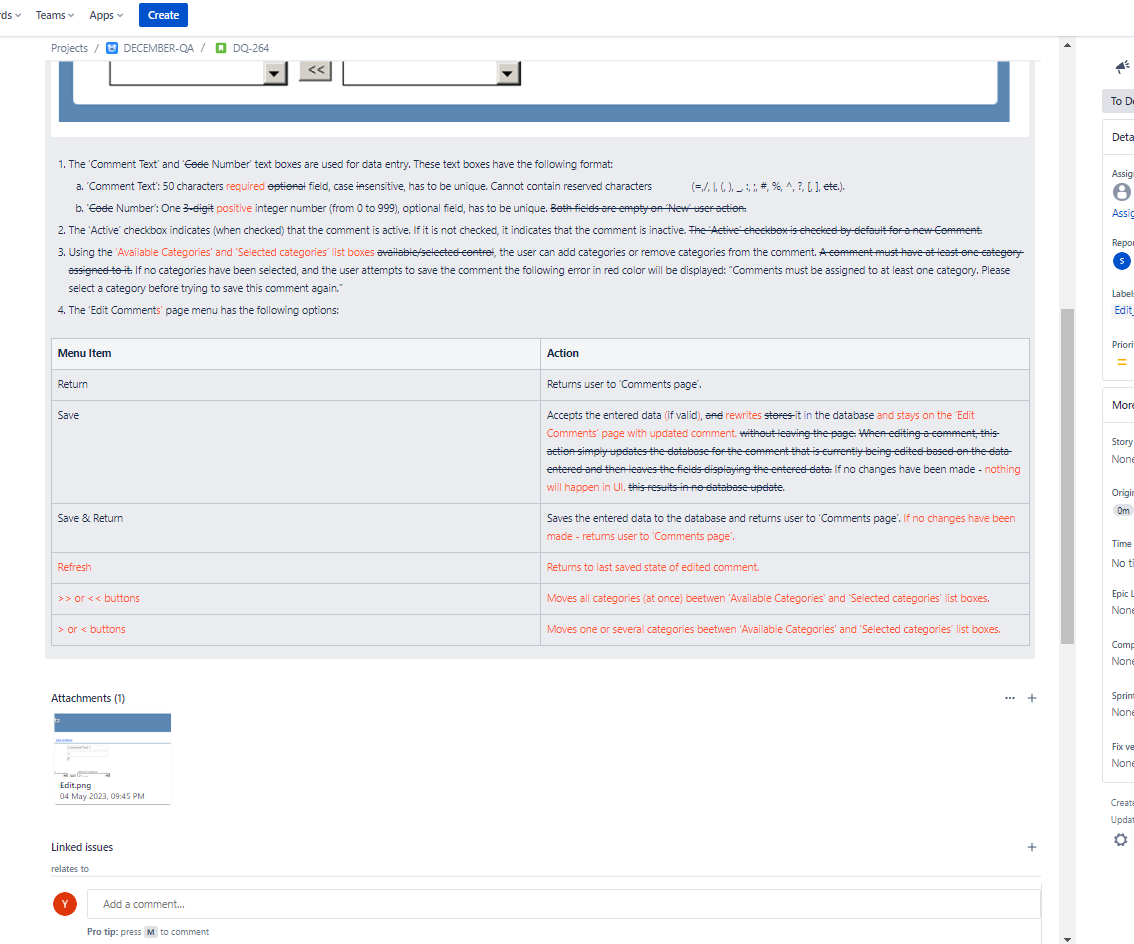 Teams
Apps
Create
Projects / DECEMBER-QA / DQ-264
<<
1. The 'Comment Text' and 'Code Number' text boxes are used for data entry. These text boxes have the following format:
a. 'Comment Text': 50 characters required optional field, case insensitive, has to be unique. Cannot contain reserved characters (=,/, |, (, ), _, :, ;, #, %, ^, ?, [, ], etc.).
b. 'Code Number': One 3-digit positive integer number (from 0 to 999), optional field, has to be unique. Both fields are empty on 'New' user action.
2. The 'Active' checkbox indicates (when checked) that the comment is active. If it is not checked, it indicates that the comment is inactive. The 'Active' checkbox is checked by default for a new Comment.
3. Using the 'Available Categories' and 'Selected categories' list boxes available/selected control, the user can add categories or remove categories from the comment. A comment must have at least one category
assigned to it. If no categories have been selected, and the user attempts to save the comment the following error in red color will be displayed: "Comments must be assigned to at least one category. Please
select a category before trying to save this comment again."
4. The 'Edit Comments' page menu has the following options:
Menu Item
Action
Return
Returns user to 'Comments page'.
Save
Accepts the entered data (if valid), and rewrites stores it in the database and stays on the 'Edit
Comments' page with updated comment. without leaving the page. When editing a comment, this
action simply updates the database for the comment that is currently being edited based on the data
entered and then leaves the fields displaying the entered data. If no changes have been made - nothing
will happen in UI. this results in no database update.
Save & Return
Saves the entered data to the database and returns user to 'Comments page'. If no changes have been
made - returns user to 'Comments page'.
Refresh
Returns to last saved state of edited comment.
>> or << buttons
Moves all categories (at once) beetwen 'Available Categories' and 'Selected categories' list boxes.
> or < buttons
Moves one or several categories beetwen 'Available Categories' and 'Selected categories' list boxes.
Attachments (1)
Edit.png
04 May 2023, 09:45 PM
Linked issues
relates to
Y
Add a comment...
Pro tip: press M to comment
To Do
Deta
Assig
Assig
Repor
S
Label
Edit_
Priori
More
Story
None
Origin
0m
Time
No ti
Epic L
None
Comp
None
Sprin
None
Fix ve
None
Create
Updat